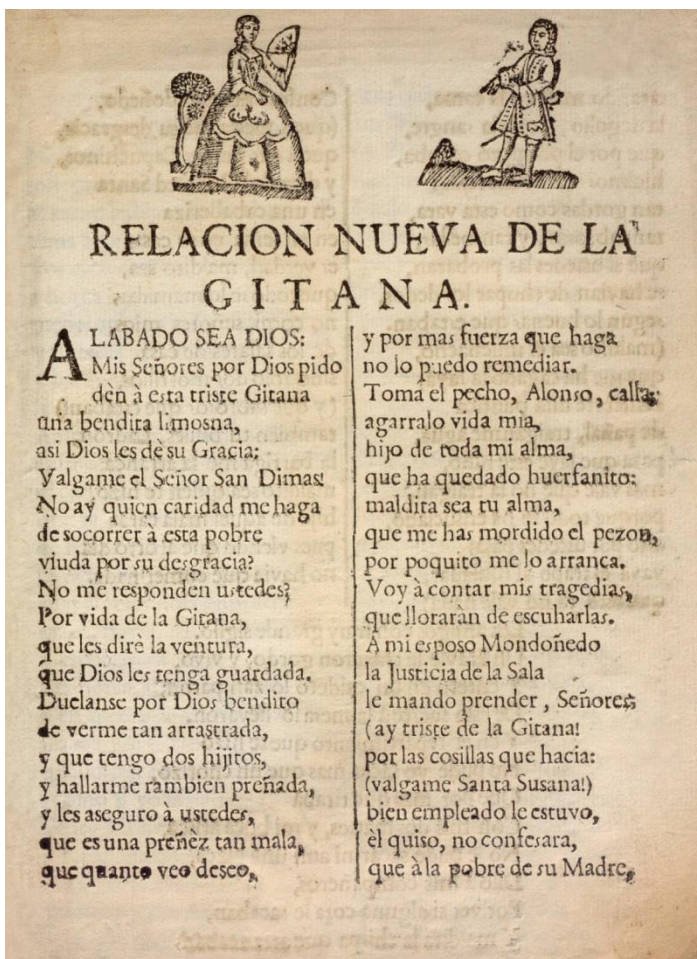 RELACION NUEVA DE LA
GITANA.
ALABADO SEA DIOS:
Mis Señores por Dios pido
dèn à esta triste Gitana
una bendita limosna,
asi Dios les dè su Gracia;
Valgame el Señor San Dimas!
No ay quien caridad me haga
de socorrer à esta pobre
viuda por su desgracia?
No me responden ustedes?
Por vida de la Gitana,
que les dirè la ventura,
que Dios les tenga guardada.
Duelanse por Dios bendito
de verme tan arrastrada,
y que tengo dos hijitos,
y hallarme tambien preñada,
y les aseguro à ustedes,
que es una preñèz tan mala,
que quanto veo deseo,
y por mas fuerza que haga
no lo puedo remediar.
Toma el pecho, Alonso, calla;
agarralo vida mia,
hijo de toda mi alma,
que ha quedado huerfanito:
maldita sea tu alma,
que me has mordido el pezon,
por poquito me lo arranca.
Voy à contar mis tragedias,
que lloraràn de escuharlas.
A mi esposo Mondoñedo
la Justicia de la Sala
le mando prender, Señores
(ay triste de la Gitana!
por las cosillas que hacia:
(valgame Santa Susana!)
bien empleado le estuvo,
èl quiso, no confesara,
que à la pobre de su Madre,